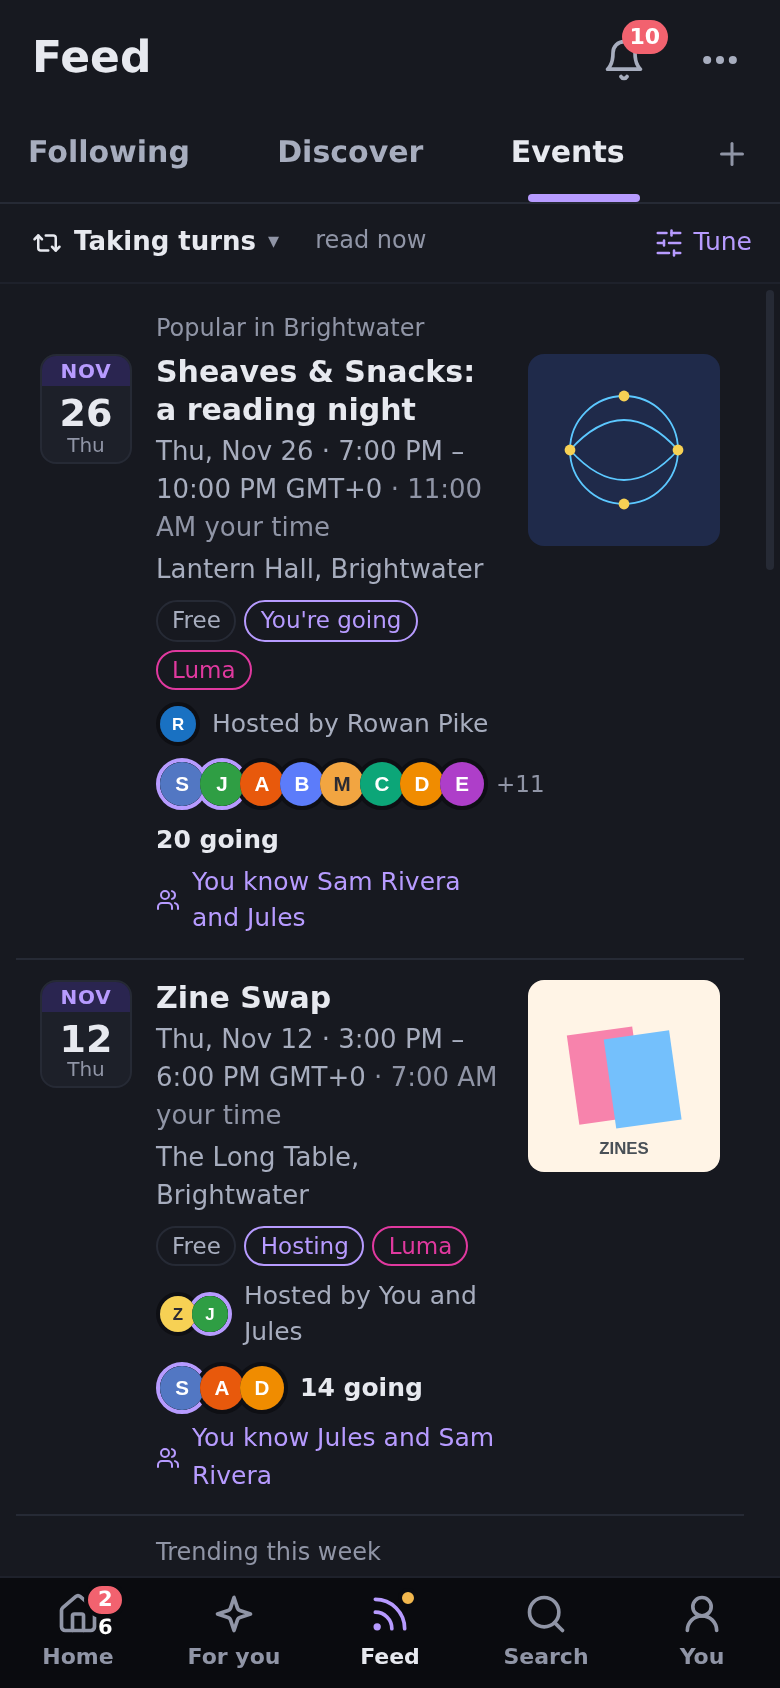 Feed
10
Following Discover Events
Taking turns ▾ read now Tune
Popular in Brightwater
NOV
26
Thu
Sheaves & Snacks:
a reading night
Thu, Nov 26 · 7:00 PM –
10:00 PM GMT+0 · 11:00
AM your time
Lantern Hall, Brightwater
Free You're going
Luma
R Hosted by Rowan Pike
S J A B M C D E +11
20 going
You know Sam Rivera
and Jules
NOV
12
Thu
Zine Swap
Thu, Nov 12 · 3:00 PM –
6:00 PM GMT+0 · 7:00 AM
your time
The Long Table,
Brightwater
ZINES
Free Hosting Luma
Z J Hosted by You and
Jules
S A D 14 going
You know Jules and Sam
Rivera
Trending this week
2
6
Home For you Feed Search You